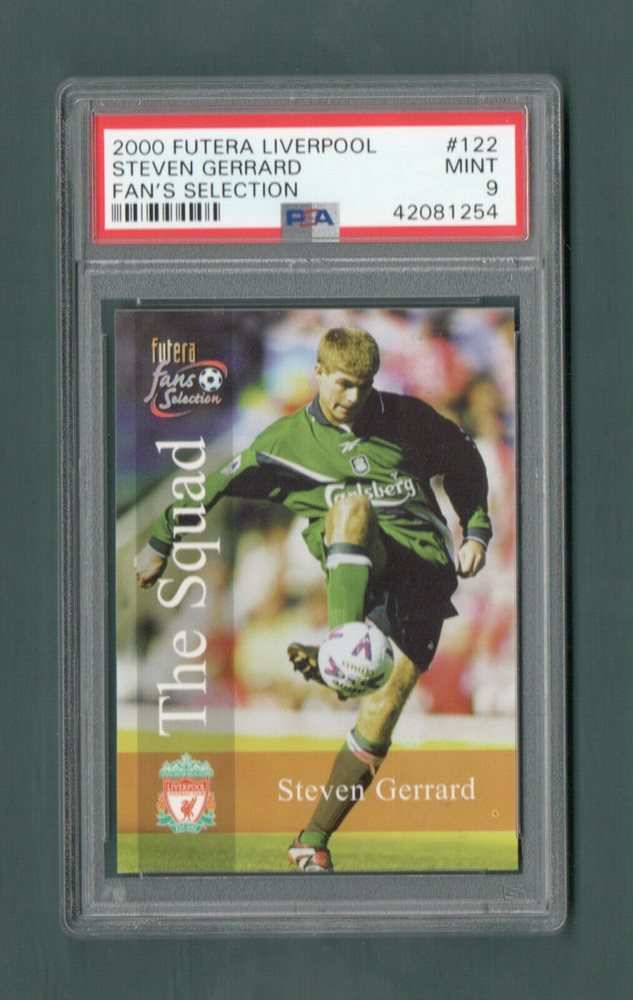 2000 FUTERA LIVERPOOL #122
STEVEN GERRARD MINT
FAN'S SELECTION 9
PSA 42081254
futera
fans
Selection
The Squad
Carlsberg
LIVERPOOL
Steven Gerrard